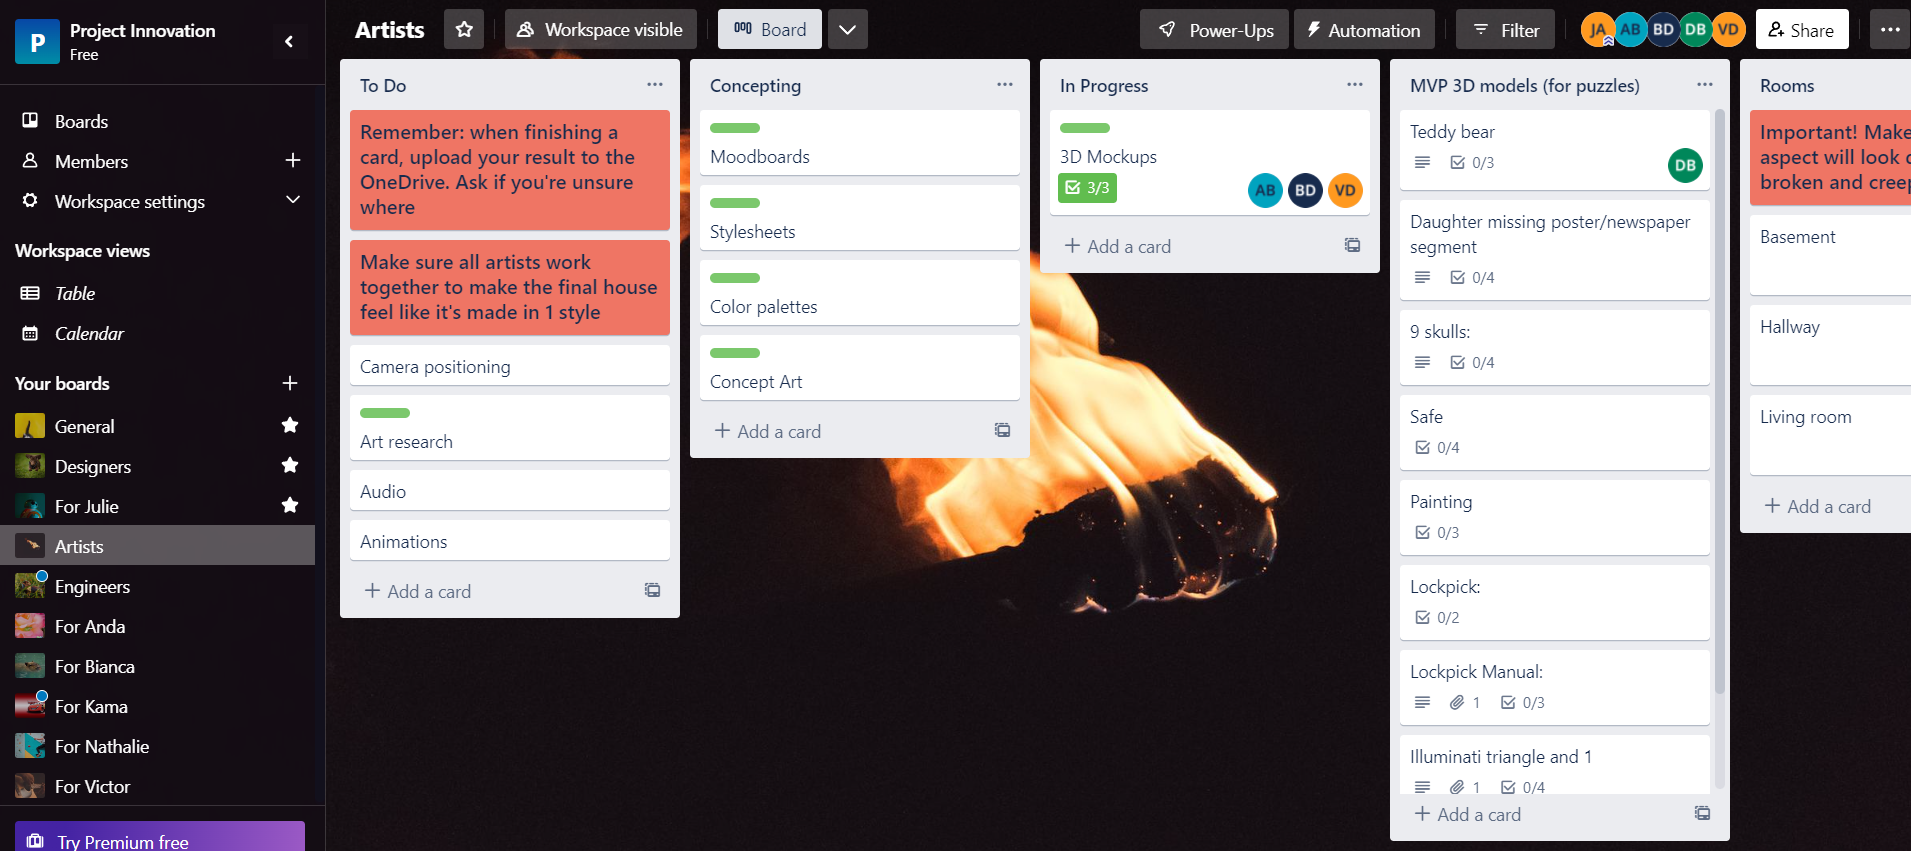 P
Project Innovation
Free
Boards
Members
Workspace settings
Workspace views
Table
Calendar
Your boards
General
Designers
For Julie
Artists
Engineers
For Anda
For Bianca
For Kama
For Nathalie
For Victor
Try Premium free
Artists
Workspace visible
Board
Power-Ups
Automation
Filter
JA AB BD DB VD
Share
To Do
Remember: when finishing a
card, upload your result to the
OneDrive. Ask if you're unsure
where
Make sure all artists work
together to make the final house
feel like it's made in 1 style
Camera positioning
Art research
Audio
Animations
+ Add a card
Concepting
Moodboards
Stylesheets
Color palettes
Concept Art
+ Add a card
In Progress
3D Mockups
3/3
AB BD VD
+ Add a card
MVP 3D models (for puzzles)
Teddy bear
0/3
DB
Daughter missing poster/newspaper
segment
0/4
9 skulls:
0/4
Safe
0/4
Painting
0/3
Lockpick:
0/2
Lockpick Manual:
1 0/3
Illuminati triangle and 1
1 0/4
+ Add a card
Rooms
Important! Make
aspect will look
broken and
Basement
Hallway
Living room
+ Add a card